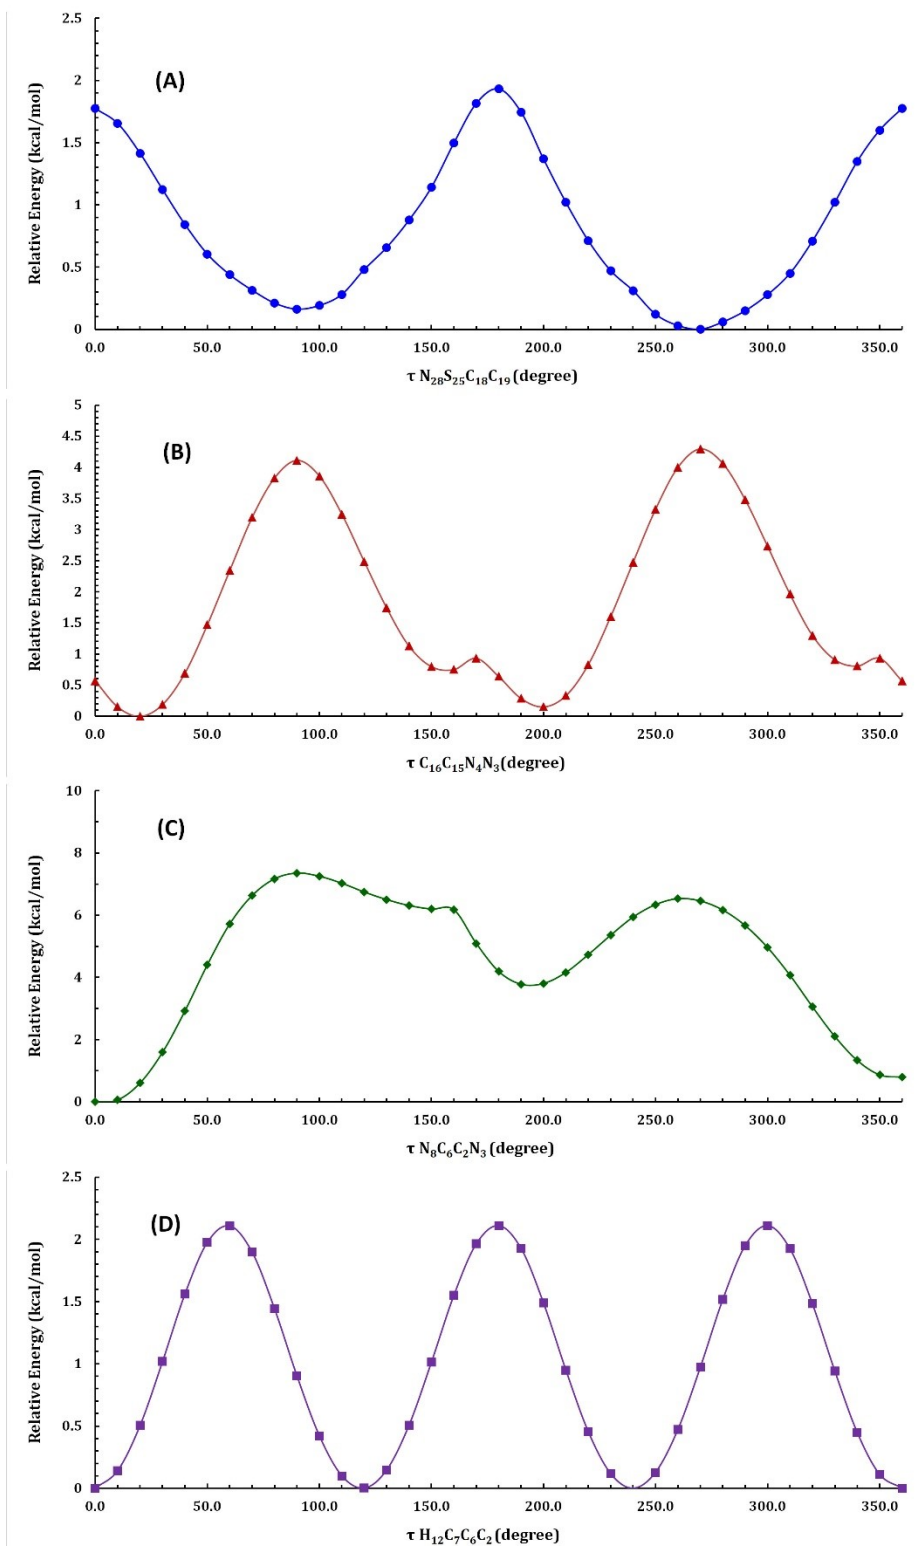 2.5
(A)
2
1.5
1
0.5
0
Relative Energy (kcal/mol)
0.0 50.0 100.0 150.0 200.0 250.0 300.0 350.0
τ N₂₈S₂₅C₁₈C₁₉ (degree)
5
(B)
4.5
4
3.5
3
2.5
2
1.5
1
0.5
0
Relative Energy (kcal/mol)
0.0 50.0 100.0 150.0 200.0 250.0 300.0 350.0
τ C₁₆C₁₅N₄N₃ (degree)
10
(C)
8
6
4
2
0
Relative Energy (kcal/mol)
0.0 50.0 100.0 150.0 200.0 250.0 300.0 350.0
τ N₈C₆C₂N₃ (degree)
2.5
(D)
2
1.5
1
0.5
0
Relative Energy (kcal/mol)
0.0 50.0 100.0 150.0 200.0 250.0 300.0 350.0
τ H₁₂C₇C₆C₂ (degree)